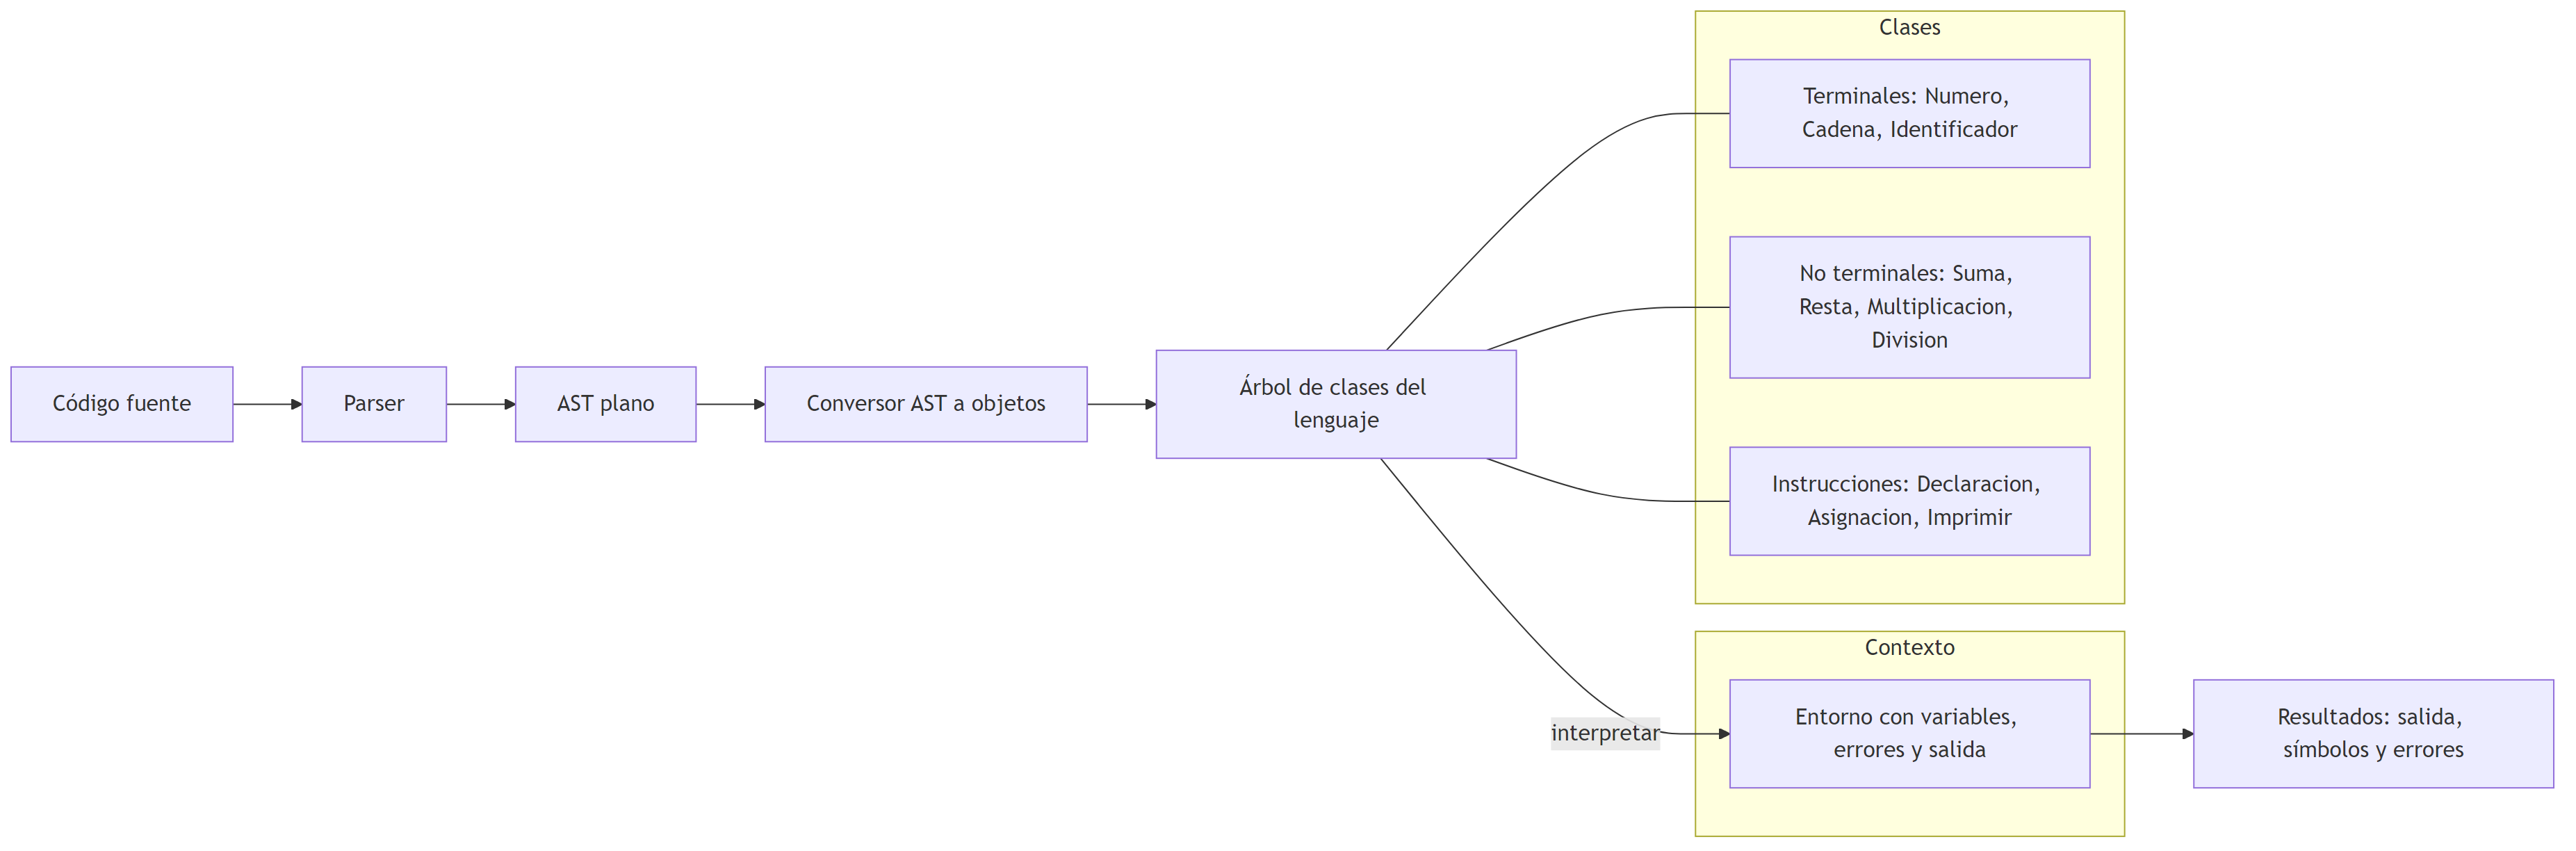 Código fuente
Parser
AST plano
Conversor AST a objetos
Árbol de clases del
lenguaje
Clases
Terminales: Numero,
Cadena, Identificador
No terminales: Suma,
Resta, Multiplicacion,
Division
Instrucciones: Declaracion,
Asignacion, Imprimir
interpretar
Contexto
Entorno con variables,
errores y salida
Resultados: salida,
símbolos y errores